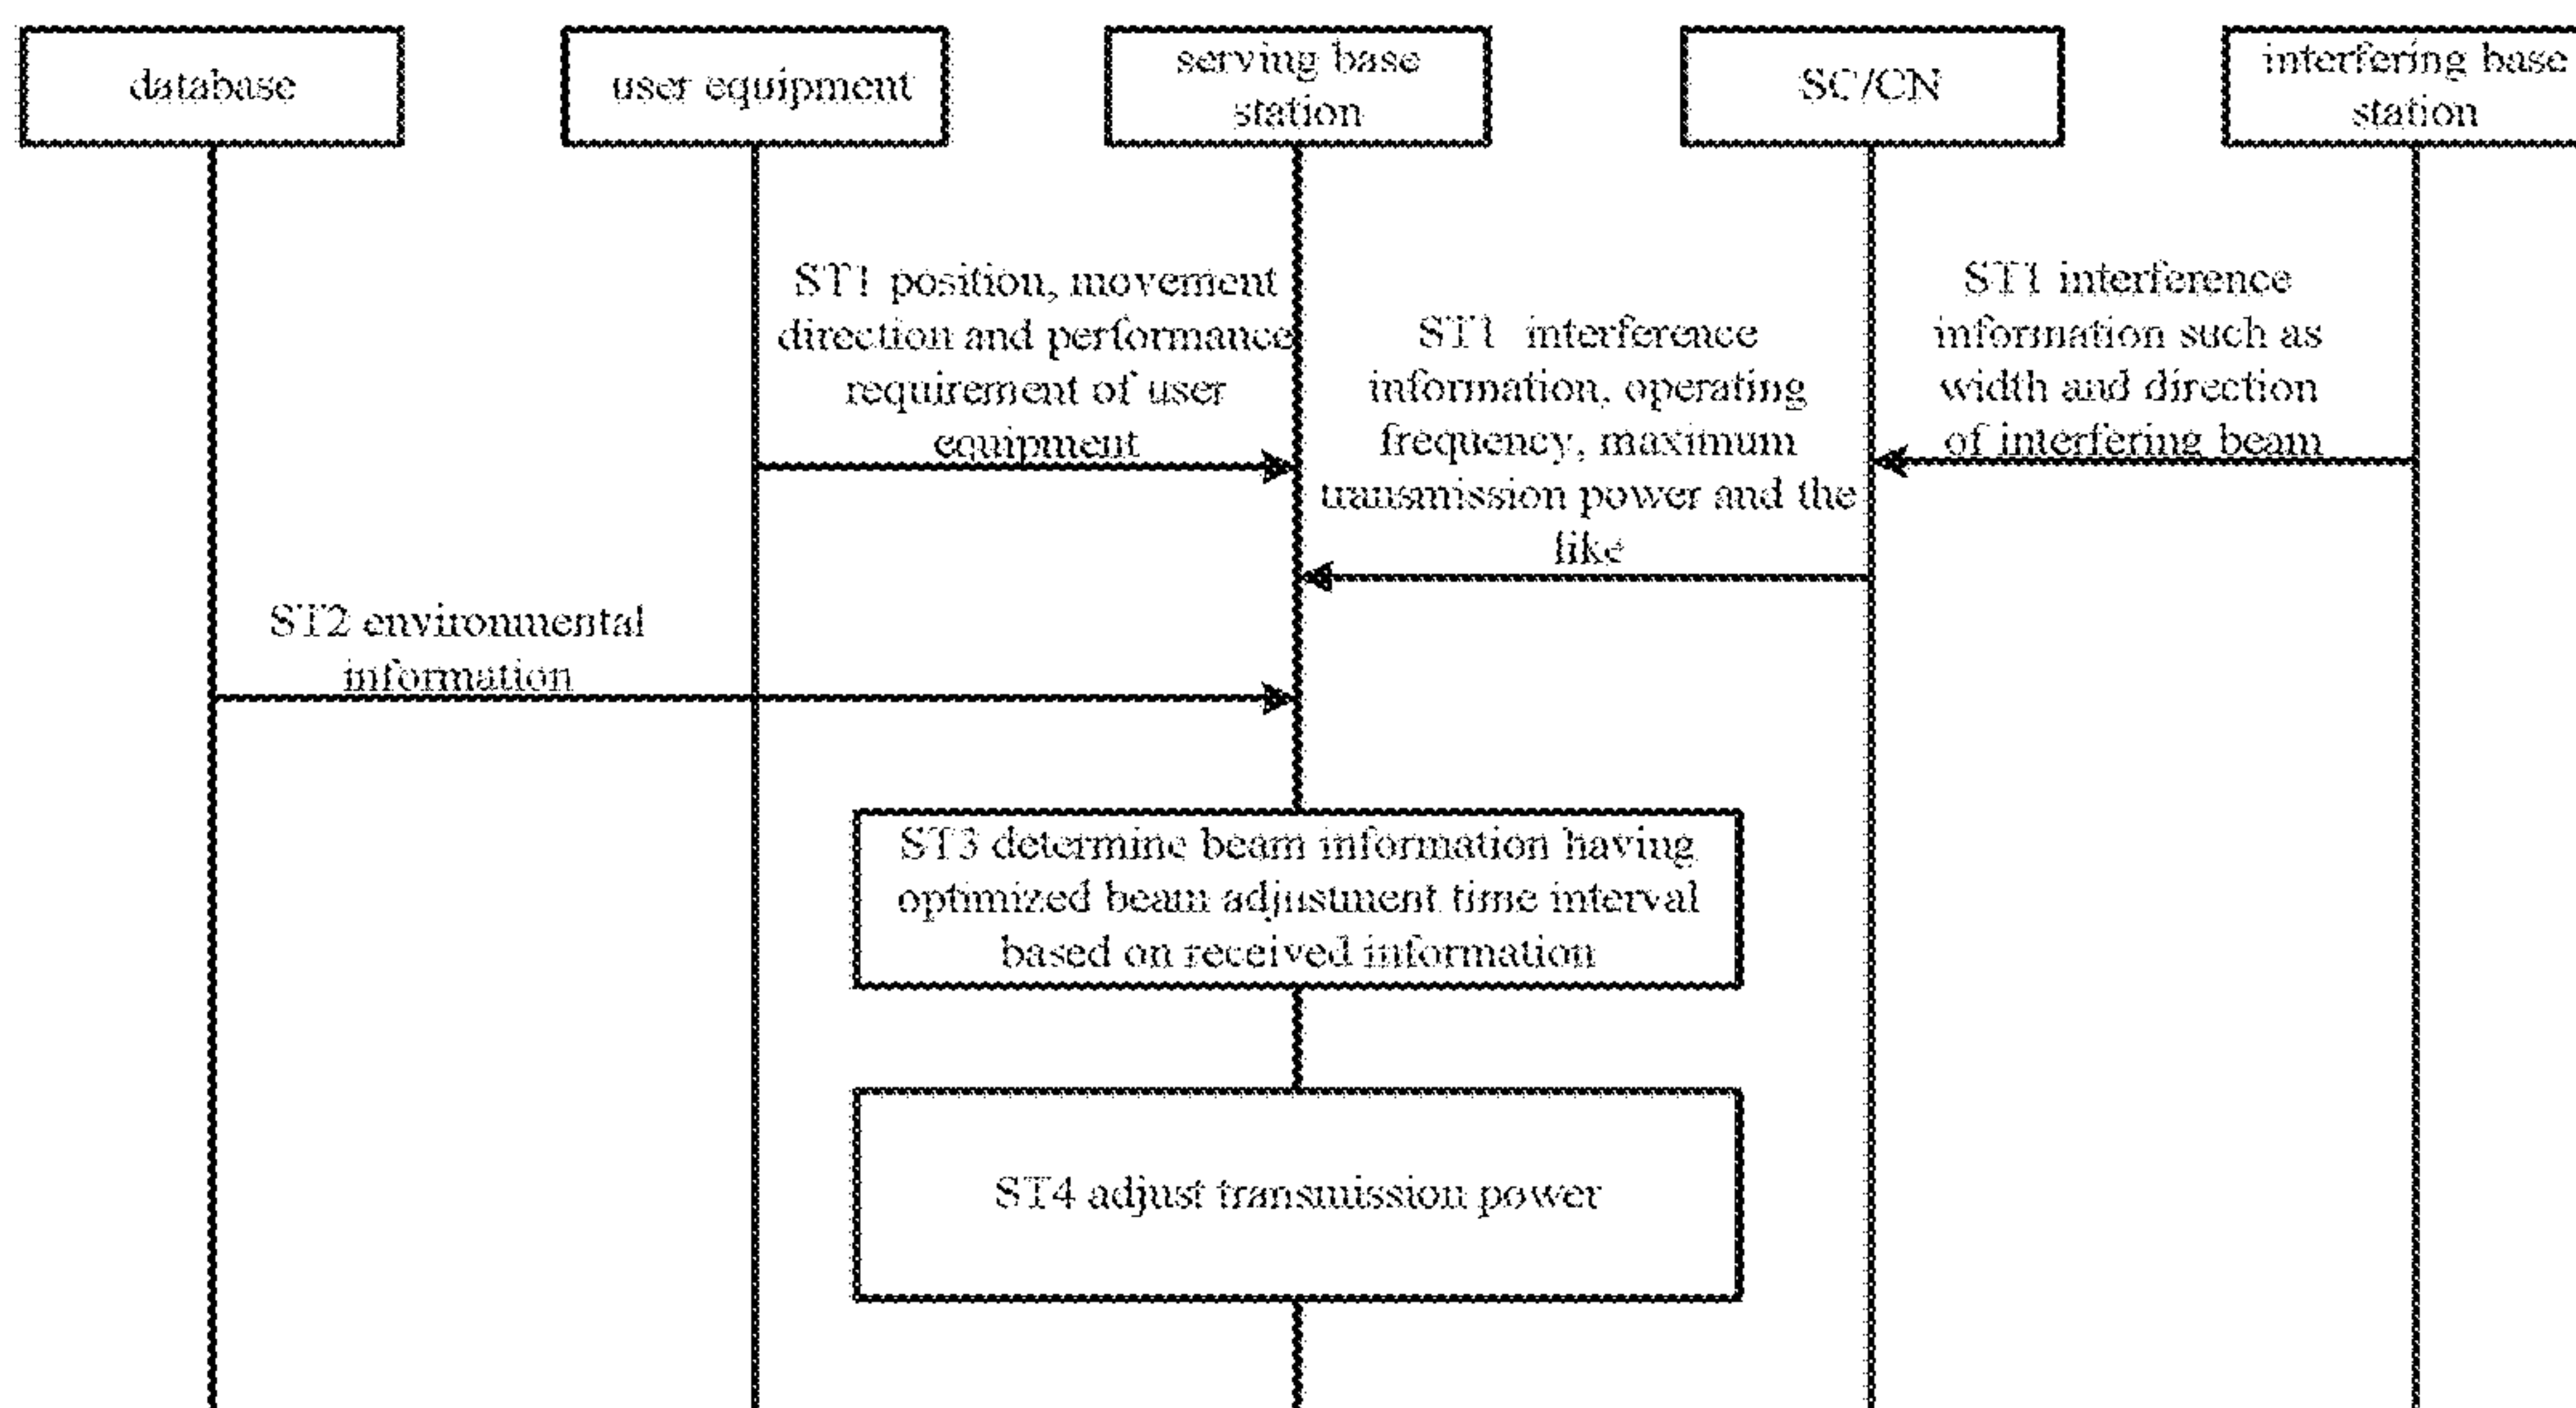 database
user equipment
serving base
station
SC/CN
interfering base
station
ST1 position, movement
direction and performance
requirement of user
equipment
ST1 interference
information, operating
frequency, maximum
transmission power and the
like
ST1 interference
information such as
width and direction
of interfering beam
ST2 environmental
information
ST3 determine beam information having
optimized beam adjustment time interval
based on received information
ST4 adjust transmission power